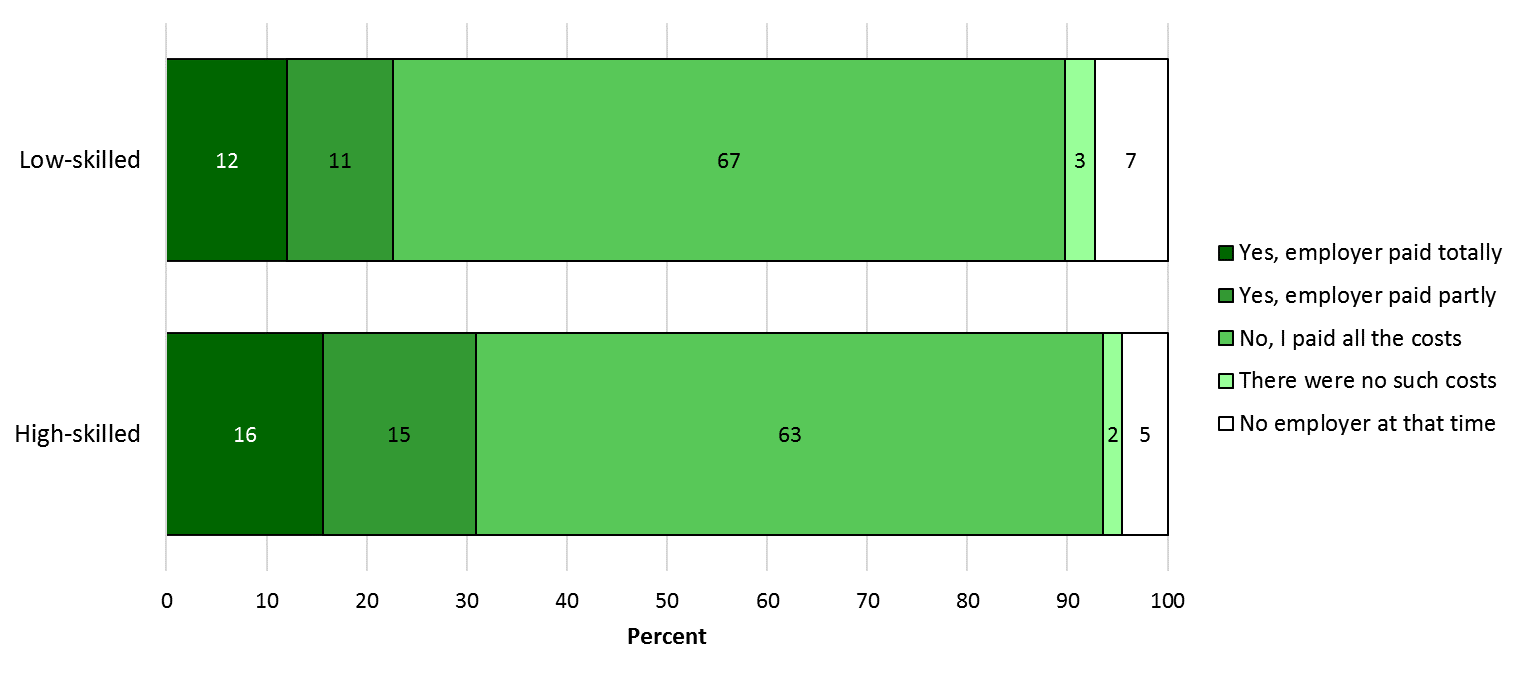 Low-skilled
12 11 67 3 7
High-skilled
16 15 63 2 5
0 10 20 30 40 50 60 70 80 90 100
Percent
Yes, employer paid totally
Yes, employer paid partly
No, I paid all the costs
There were no such costs
No employer at that time